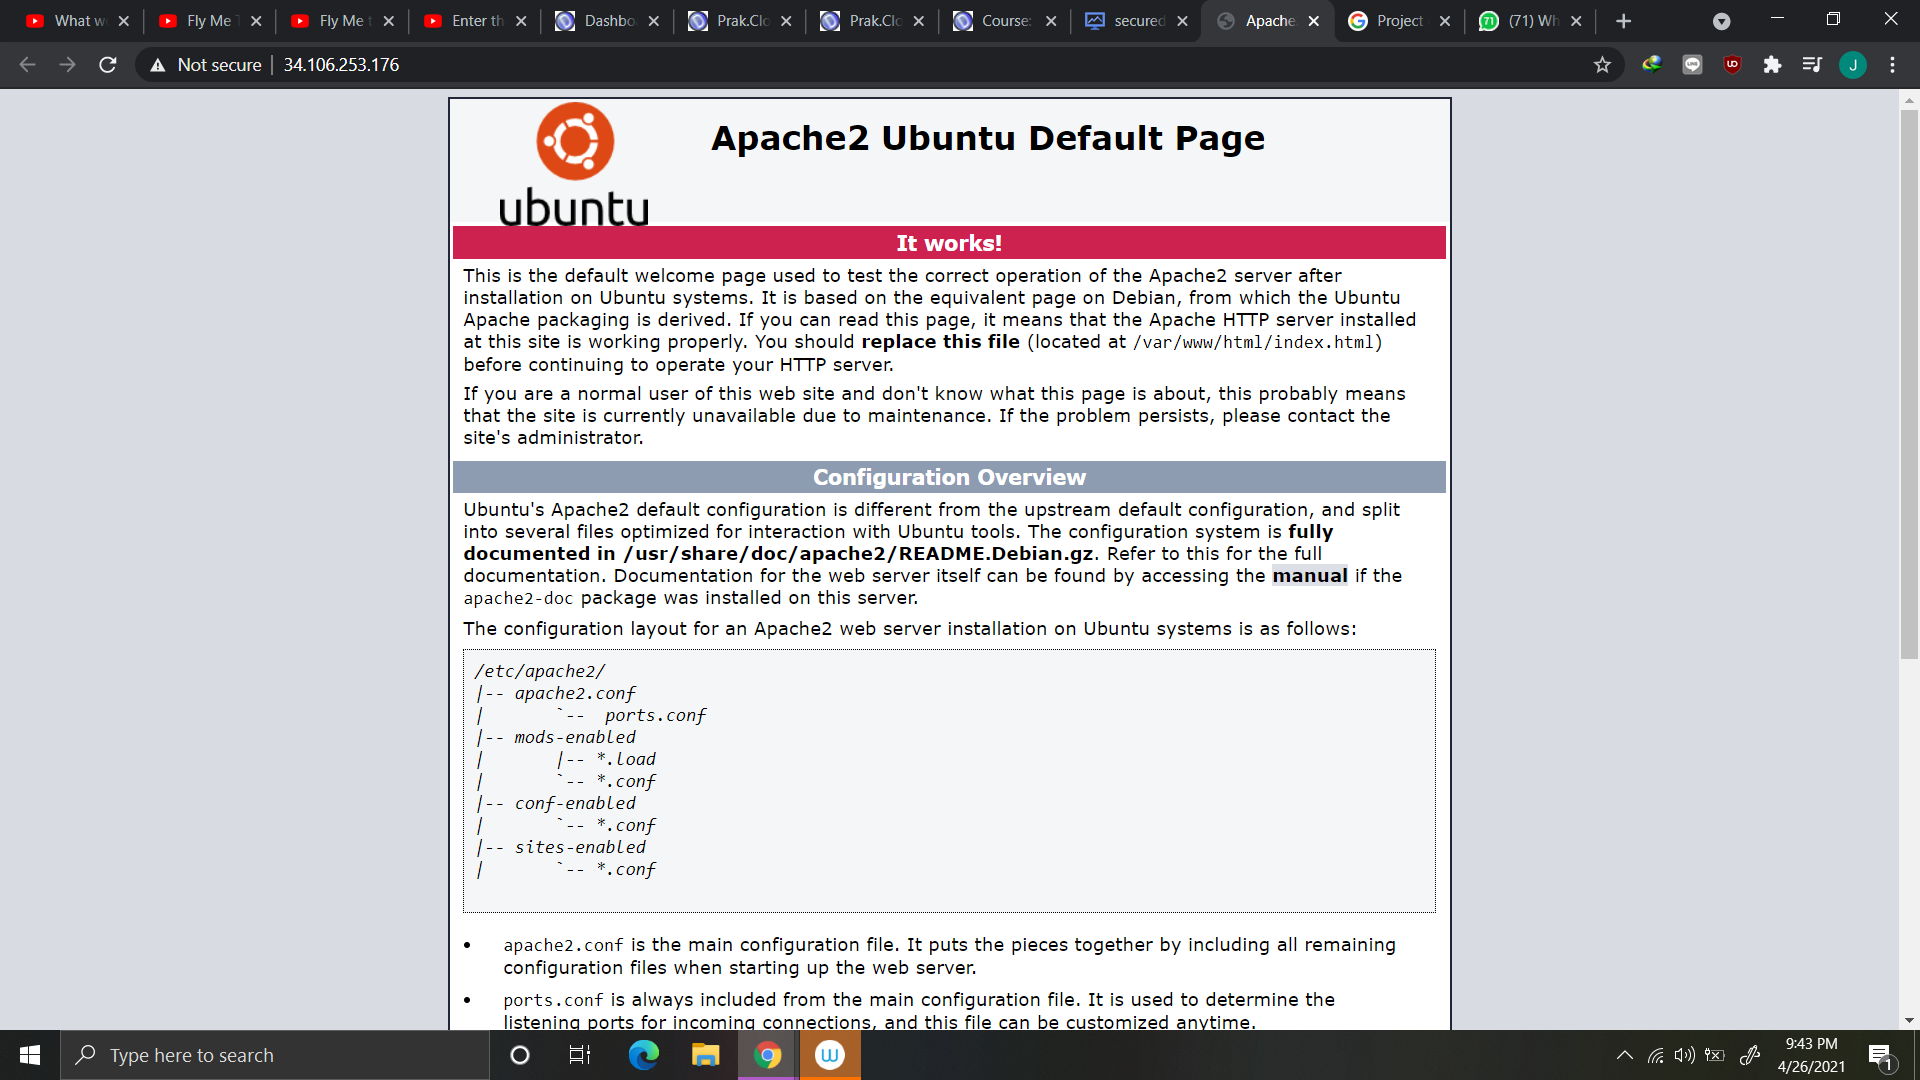 What w
Fly Me T
Fly Me t
Enter th
Dashbo
Prak.Clo
Prak.Clo
Course:
secured
Apache
Project
(71) Wh
Not secure
34.106.253.176
J
ubuntu
Apache2 Ubuntu Default Page
It works!
This is the default welcome page used to test the correct operation of the Apache2 server after
installation on Ubuntu systems. It is based on the equivalent page on Debian, from which the Ubuntu
Apache packaging is derived. If you can read this page, it means that the Apache HTTP server installed
at this site is working properly. You should replace this file (located at /var/www/html/index.html)
before continuing to operate your HTTP server.
If you are a normal user of this web site and don't know what this page is about, this probably means
that the site is currently unavailable due to maintenance. If the problem persists, please contact the
site's administrator.
Configuration Overview
Ubuntu's Apache2 default configuration is different from the upstream default configuration, and split
into several files optimized for interaction with Ubuntu tools. The configuration system is fully
documented in /usr/share/doc/apache2/README.Debian.gz. Refer to this for the full
documentation. Documentation for the web server itself can be found by accessing the manual if the
apache2-doc package was installed on this server.
The configuration layout for an Apache2 web server installation on Ubuntu systems is as follows:
/etc/apache2/
|-- apache2.conf
|       `--  ports.conf
|-- mods-enabled
|       |-- *.load
|       `-- *.conf
|-- conf-enabled
|       `-- *.conf
|-- sites-enabled
|       `-- *.conf
• apache2.conf is the main configuration file. It puts the pieces together by including all remaining
configuration files when starting up the web server.
• ports.conf is always included from the main configuration file. It is used to determine the
listening ports for incoming connections, and this file can be customized anytime.
Type here to search
9:43 PM
4/26/2021
1